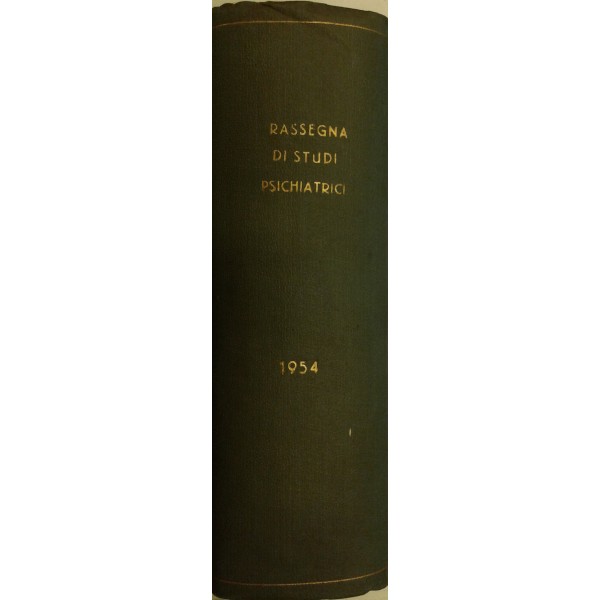 RASSEGNA
DI STUDI
PSICHIATRICI
1954